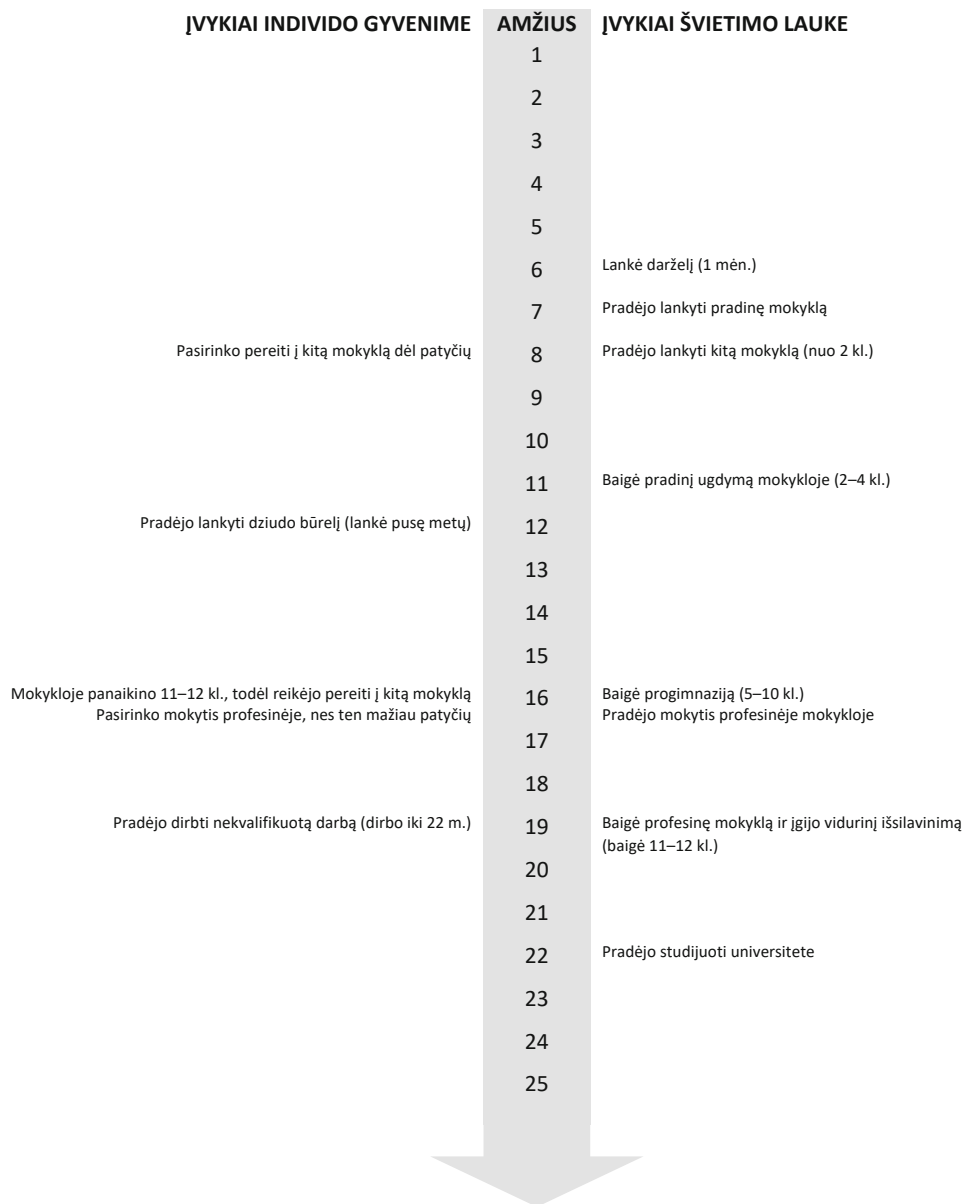 ĮVYKIAI INDIVIDO GYVENIME AMŽIUS ĮVYKIAI ŠVIETIMO LAUKE
1
2
3
4
5
6 Lankė darželį (1 mėn.)
7 Pradėjo lankyti pradinę mokyklą
Pasirinko pereiti į kitą mokyklą dėl patyčių 8 Pradėjo lankyti kitą mokyklą (nuo 2 kl.)
9
10
11 Baigė pradinį ugdymą mokykloje (2–4 kl.)
Pradėjo lankyti dziudo būrelį (lankė pusę metų) 12
13
14
15
Mokykloje panaikino 11–12 kl., todėl reikėjo pereiti į kitą mokyklą 16 Baigė progimnaziją (5–10 kl.)
Pasirinko mokytis profesinėje, nes ten mažiau patyčių Pradėjo mokytis profesinėje mokykloje
17
18
Pradėjo dirbti nekvalifikuotą darbą (dirbo iki 22 m.) 19 Baigė profesinę mokyklą ir įgijo vidurinį išsilavinimą
(baigė 11–12 kl.)
20
21
22 Pradėjo studijuoti universitete
23
24
25